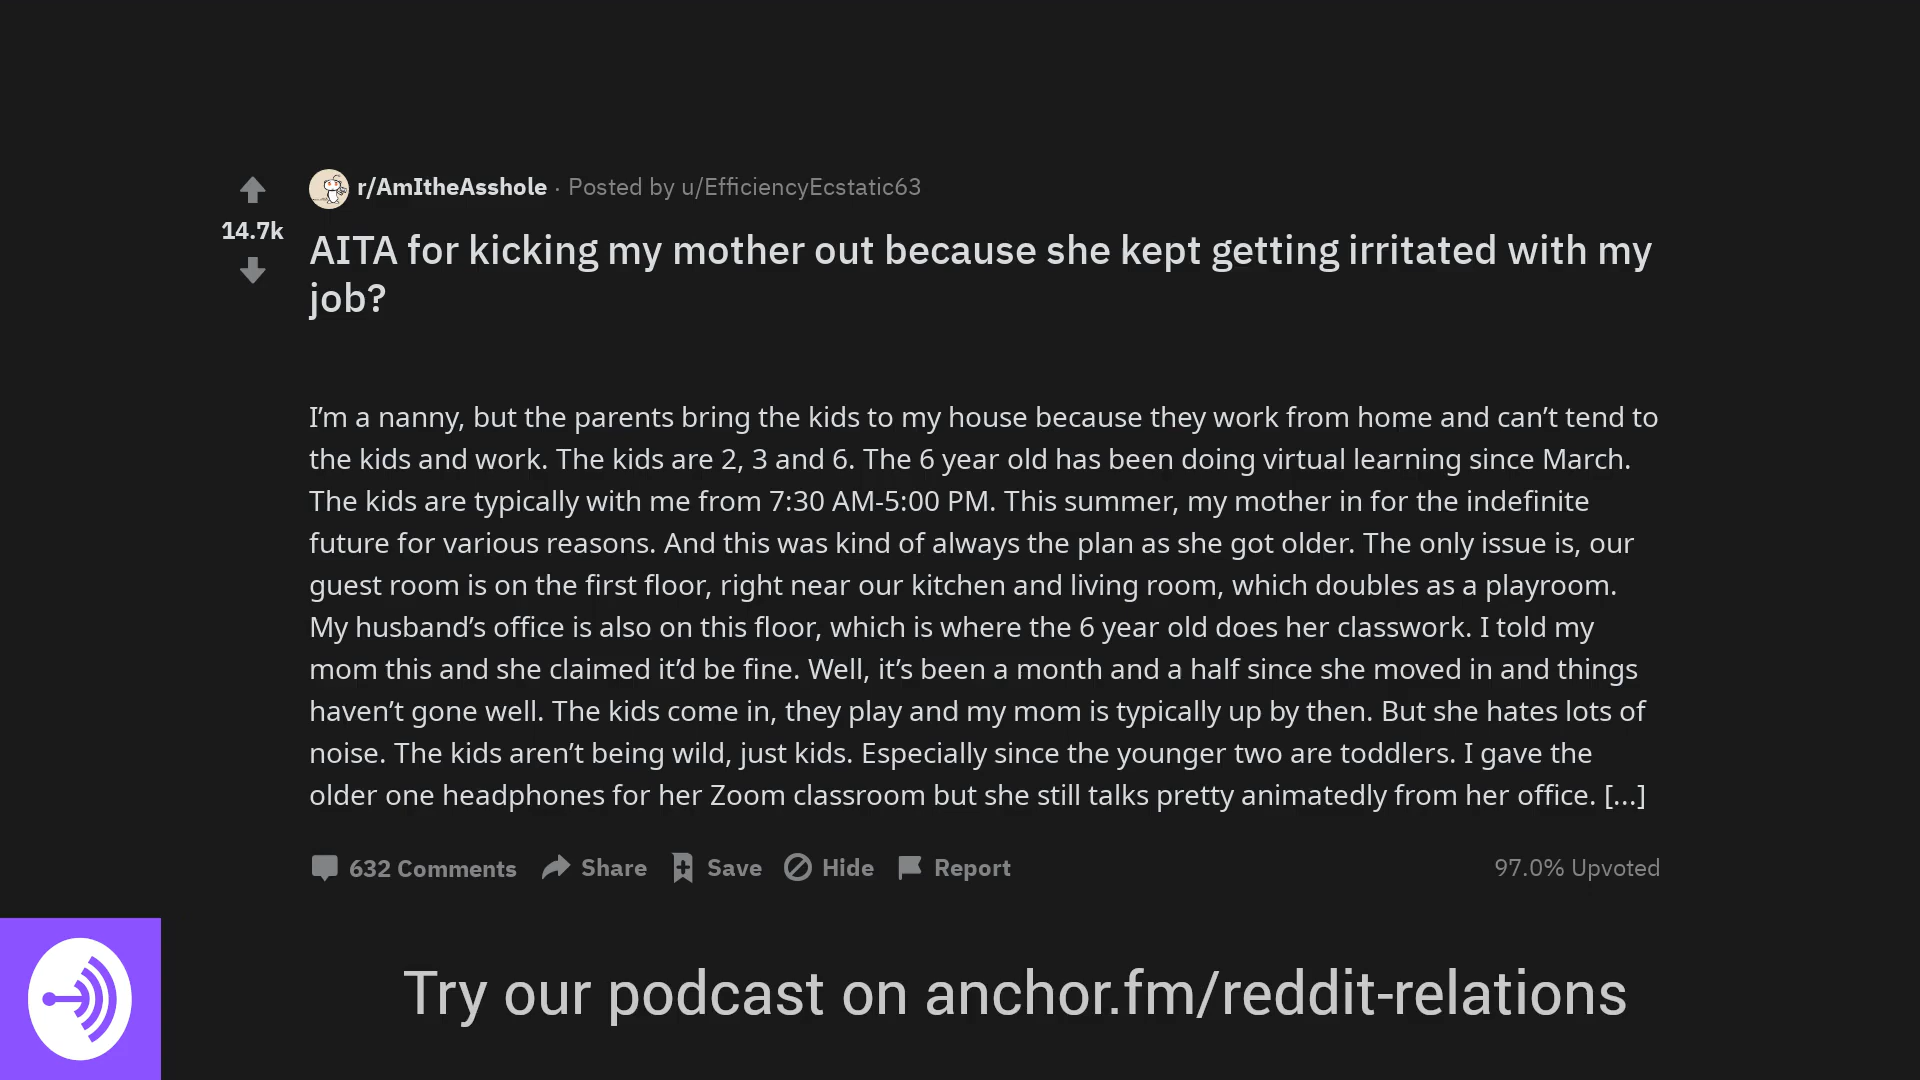 r/AmItheAsshole · Posted by u/EfficiencyEcstatic63
14.7k
AITA for kicking my mother out because she kept getting irritated with my
job?
I’m a nanny, but the parents bring the kids to my house because they work from home and can’t tend to
the kids and work. The kids are 2, 3 and 6. The 6 year old has been doing virtual learning since March.
The kids are typically with me from 7:30 AM-5:00 PM. This summer, my mother in for the indefinite
future for various reasons. And this was kind of always the plan as she got older. The only issue is, our
guest room is on the first floor, right near our kitchen and living room, which doubles as a playroom.
My husband’s office is also on this floor, which is where the 6 year old does her classwork. I told my
mom this and she claimed it’d be fine. Well, it’s been a month and a half since she moved in and things
haven’t gone well. The kids come in, they play and my mom is typically up by then. But she hates lots of
noise. The kids aren’t being wild, just kids. Especially since the younger two are toddlers. I gave the
older one headphones for her Zoom classroom but she still talks pretty animatedly from her office. [...]
632 Comments Share Save Hide Report 97.0% Upvoted
Try our podcast on anchor.fm/reddit-relations